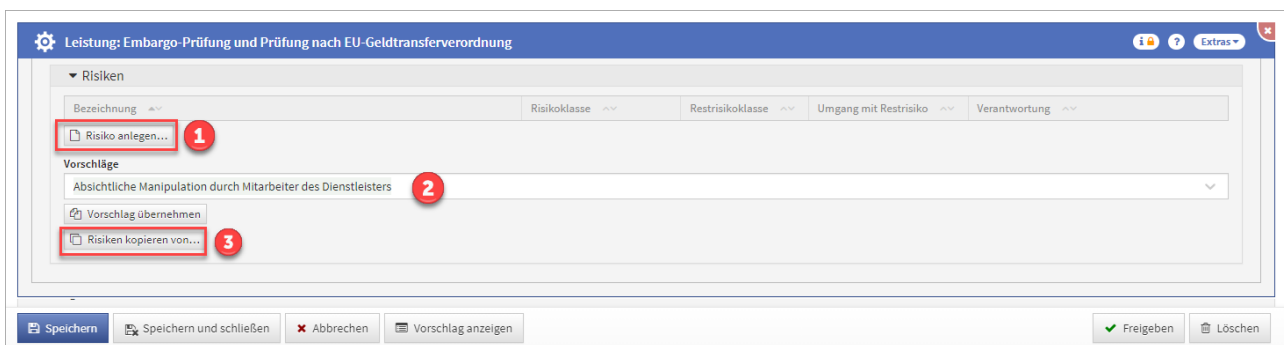 Leistung: Embargo-Prüfung und Prüfung nach EU-Geldtransferverordnung i ? Extras
Risiken
Bezeichnung Risikoklasse Restrisikoklasse Umgang mit Restrisiko Verantwortung
Risiko anlegen... 1
Vorschläge
Absichtliche Manipulation durch Mitarbeiter des Dienstleisters 2
Vorschlag übernehmen
Risiken kopieren von... 3
Speichern Speichern und schließen Abbrechen Vorschlag anzeigen Freigeben Löschen